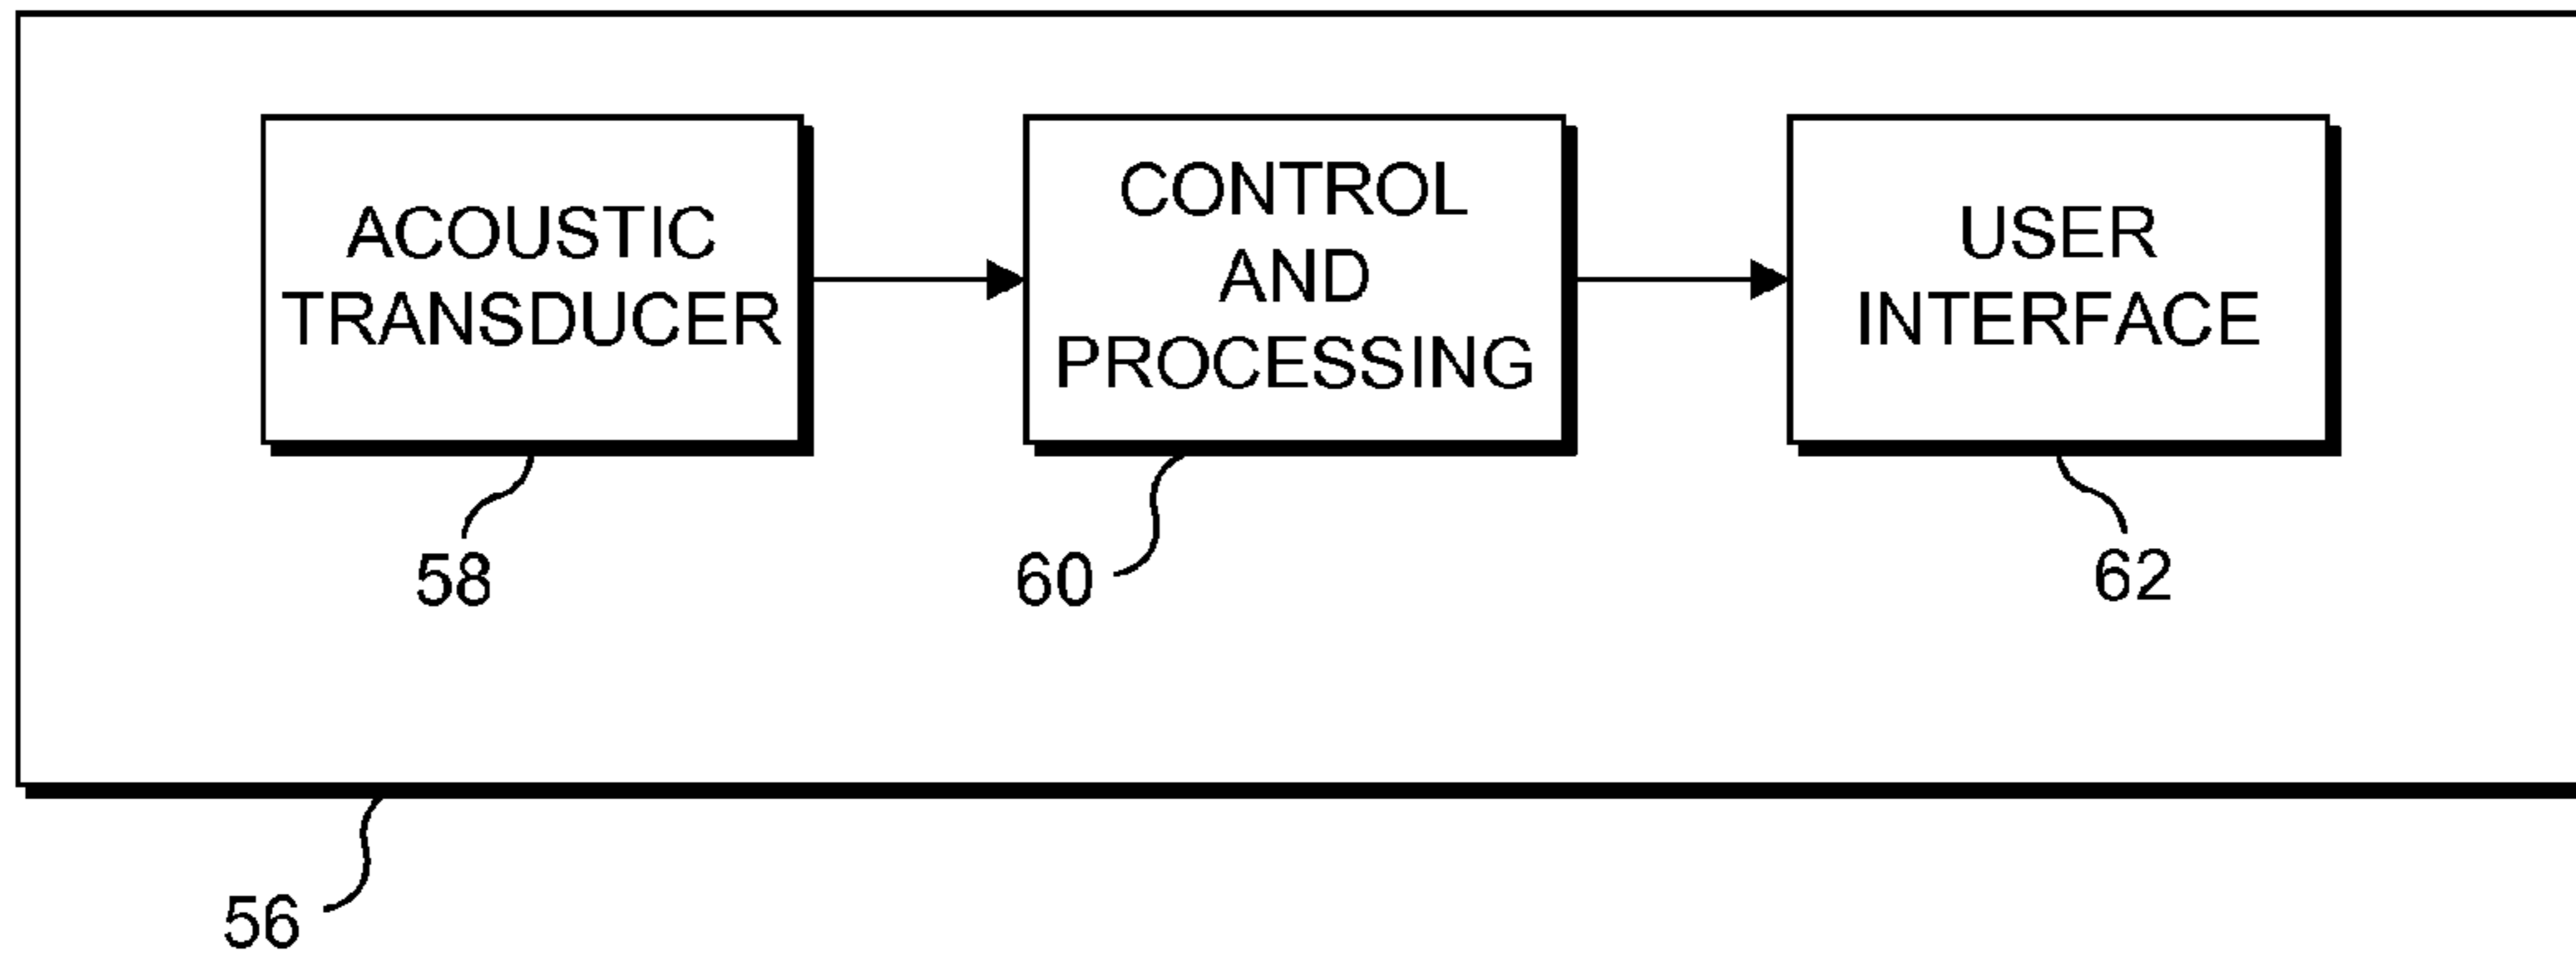 ACOUSTIC
TRANSDUCER
CONTROL
AND
PROCESSING
USER
INTERFACE
58
60
62
56